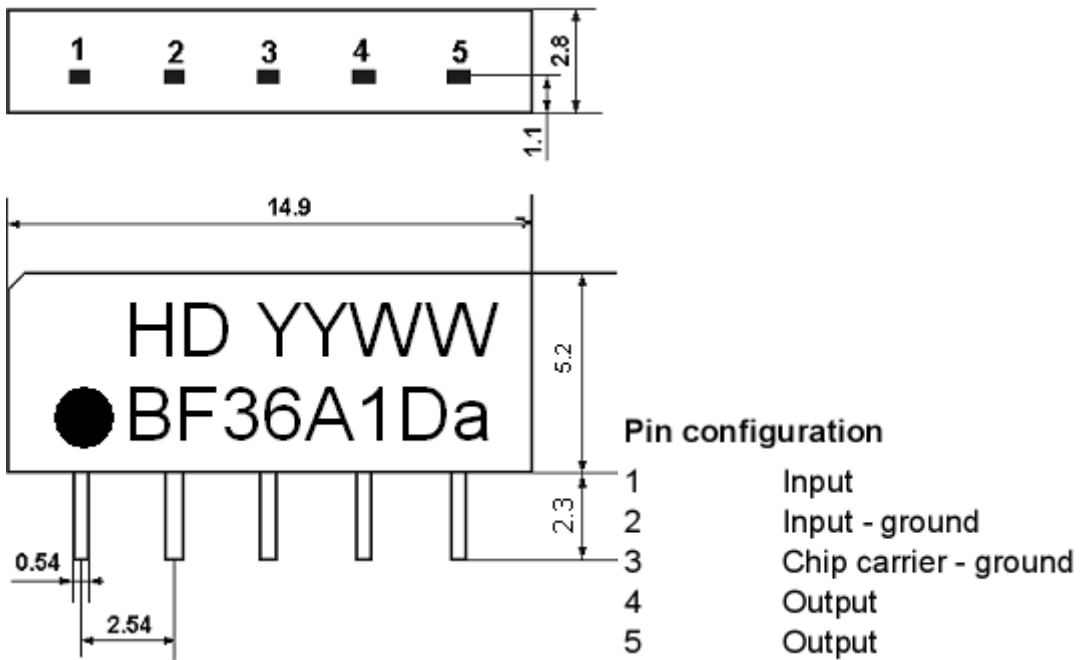 1 2 3 4 5
2.8
1.1
14.9
HD YYWW
BF36A1Da
5.2
2.3
0.54
2.54
Pin configuration
1 Input
2 Input - ground
3 Chip carrier - ground
4 Output
5 Output